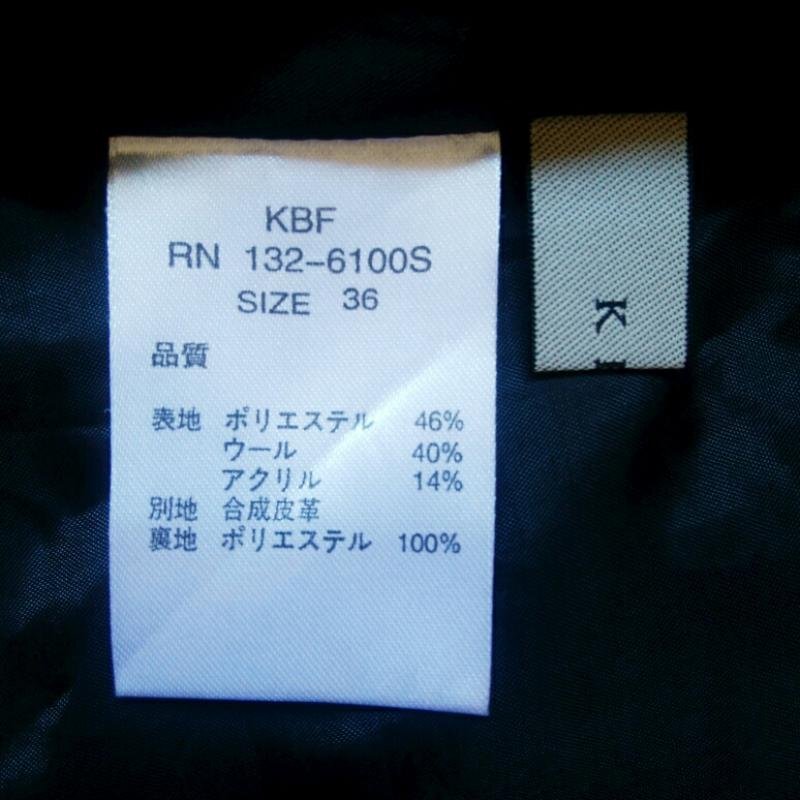 KBF
RN 132-6100S
SIZE 36
品質
表地 ポリエステル 46%
ウール 40%
アクリル 14%
別地 合成皮革
裏地 ポリエステル 100%
K